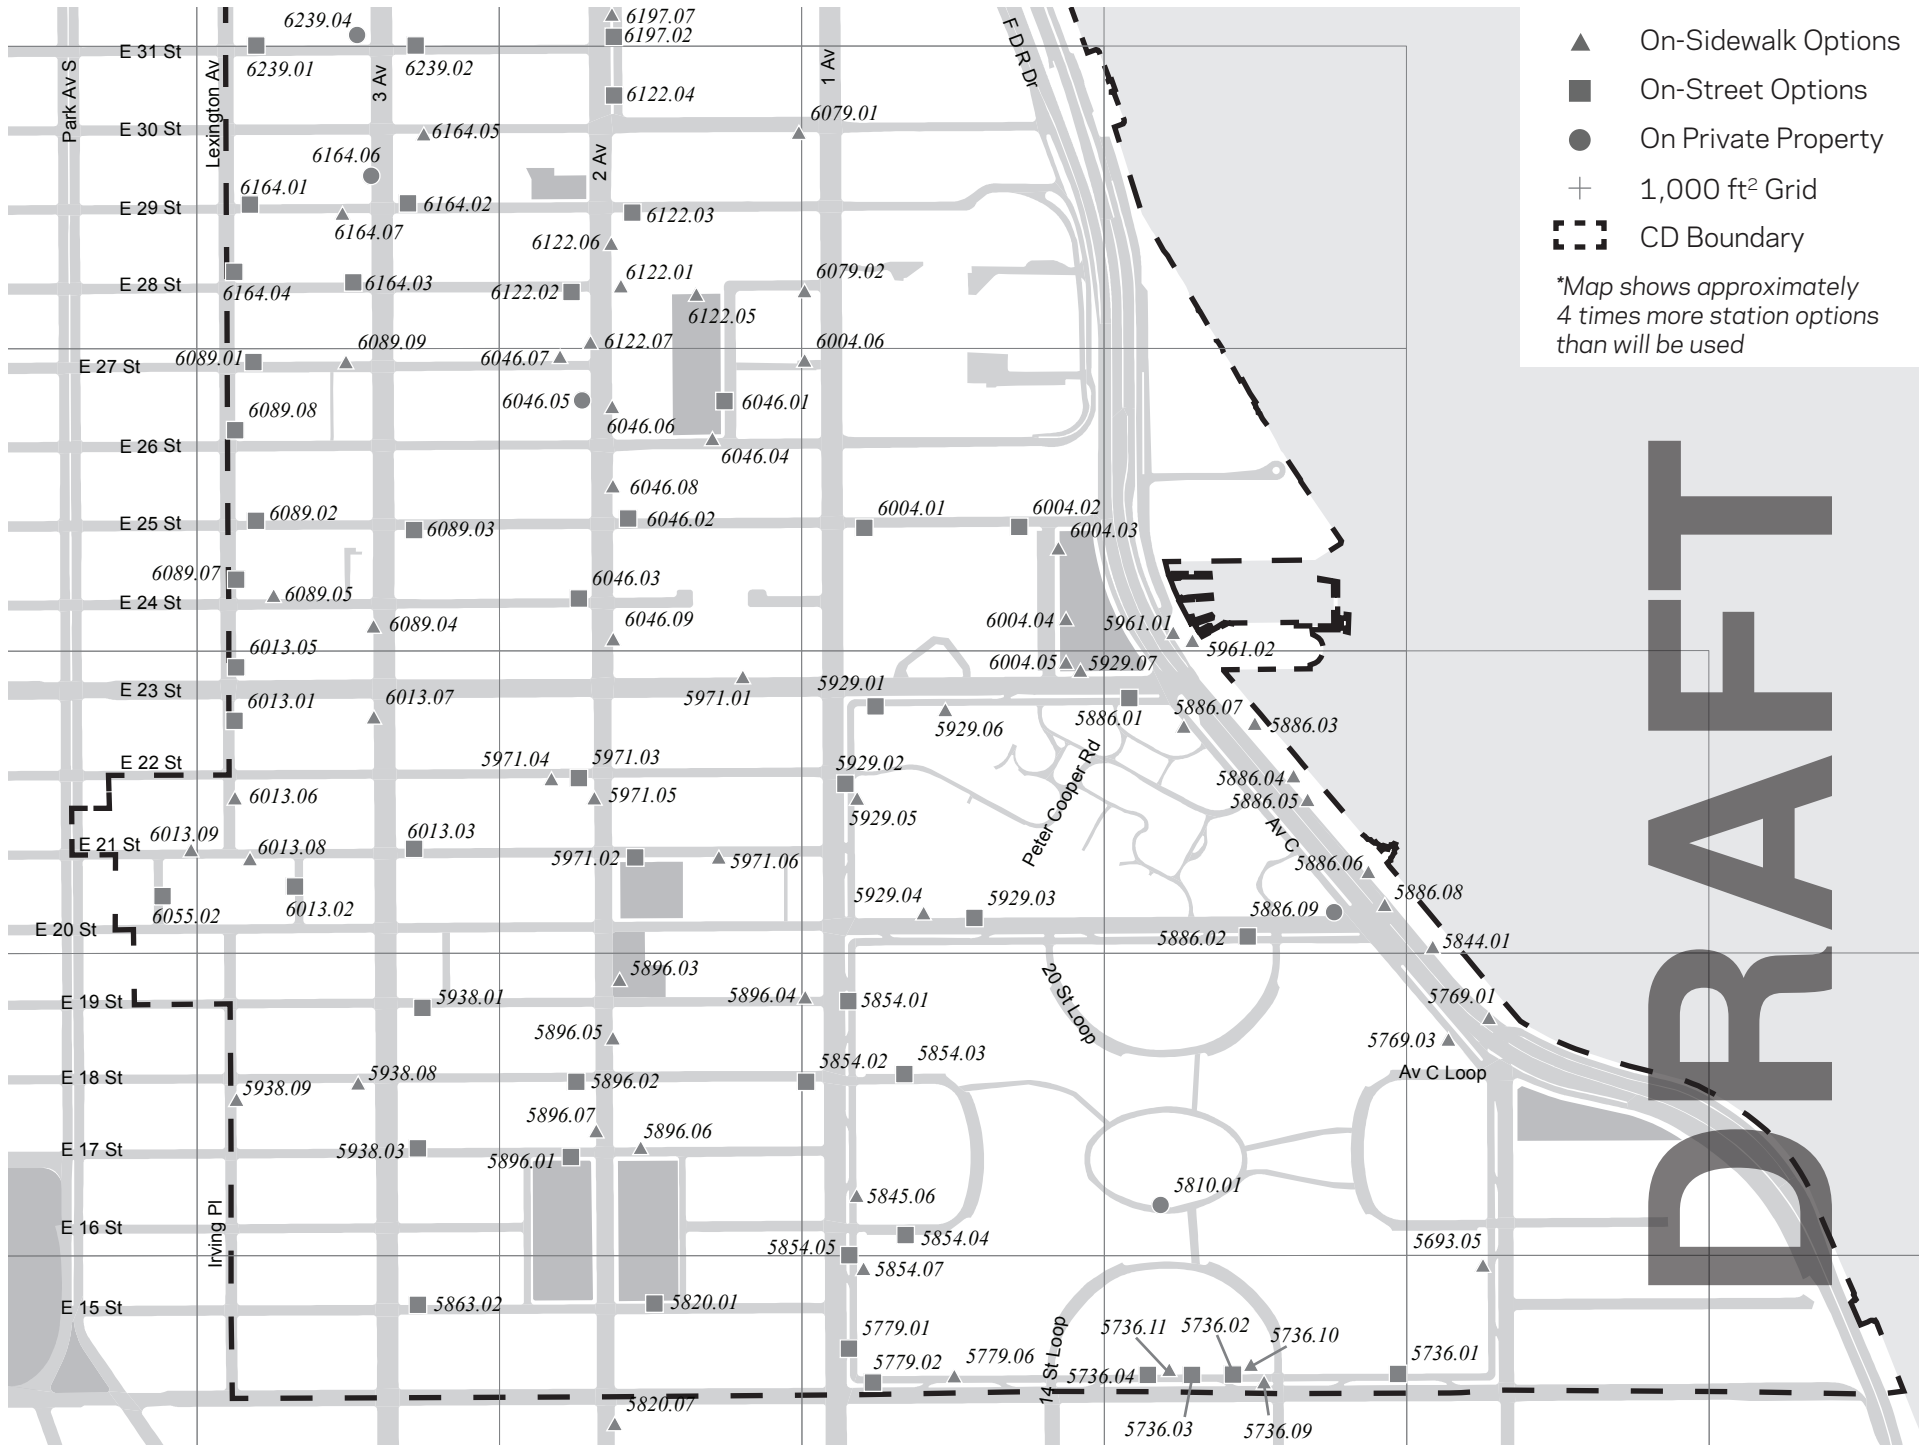 6197.07
6239.04
6197.02
E 31 St
6239.01
6239.02
Park Av S
Lexington Av
3 Av
2 Av
1 Av
F D R Dr
6122.04
6079.01
E 30 St
6164.05
6164.06
6164.01
E 29 St
6164.02
6122.03
6164.07
6122.06
6122.01
6079.02
E 28 St
6164.04
6164.03
6122.02
6122.05
6089.09
6122.07
6004.06
6089.01
6046.07
E 27 St
6089.08
6046.05
6046.01
6046.06
E 26 St
6046.04
6046.08
6004.01
6004.02
E 25 St
6089.02
6089.03
6046.02
6004.03
6089.07
6046.03
E 24 St
6089.05
6089.04
6046.09
6004.04
5961.01
6013.05
6004.05
5929.07
5961.02
E 23 St
5971.01
5929.01
6013.01
6013.07
5929.06
5886.01
5886.07
5886.03
E 22 St
5971.04
5971.03
5929.02
Peter Cooper Rd
5886.04
6013.06
5971.05
5929.05
5886.05
Av C
6013.09
E 21 St
6013.08
6013.03
5971.02
5971.06
5886.06
6055.02
6013.02
5929.04
5929.03
5886.09
5886.08
E 20 St
5886.02
5844.01
5896.03
20 St Loop
E 19 St
5938.01
5896.04
5854.01
5769.01
5896.05
5769.03
5854.02
5854.03
E 18 St
5938.09
5938.08
5896.02
Av C Loop
5896.07
5896.06
E 17 St
5938.03
5896.01
5845.06
5810.01
Irving Pl
E 16 St
5854.04
5854.05
5693.05
5854.07
E 15 St
5863.02
5820.01
5779.01
14 St Loop
5736.11
5736.02
5736.10
5779.02
5779.06
5736.04
5736.01
5820.07
5736.03
5736.09
On-Sidewalk Options
On-Street Options
On Private Property
1,000 ft² Grid
CD Boundary
*Map shows approximately
4 times more station options
than will be used
DRAFT